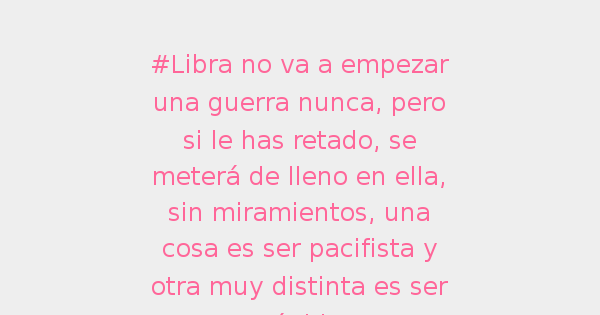 #Libra no va a empezar
una guerra nunca, pero
si le has retado, se
meterá de lleno en ella,
sin miramientos, una
cosa es ser pacifista y
otra muy distinta es ser